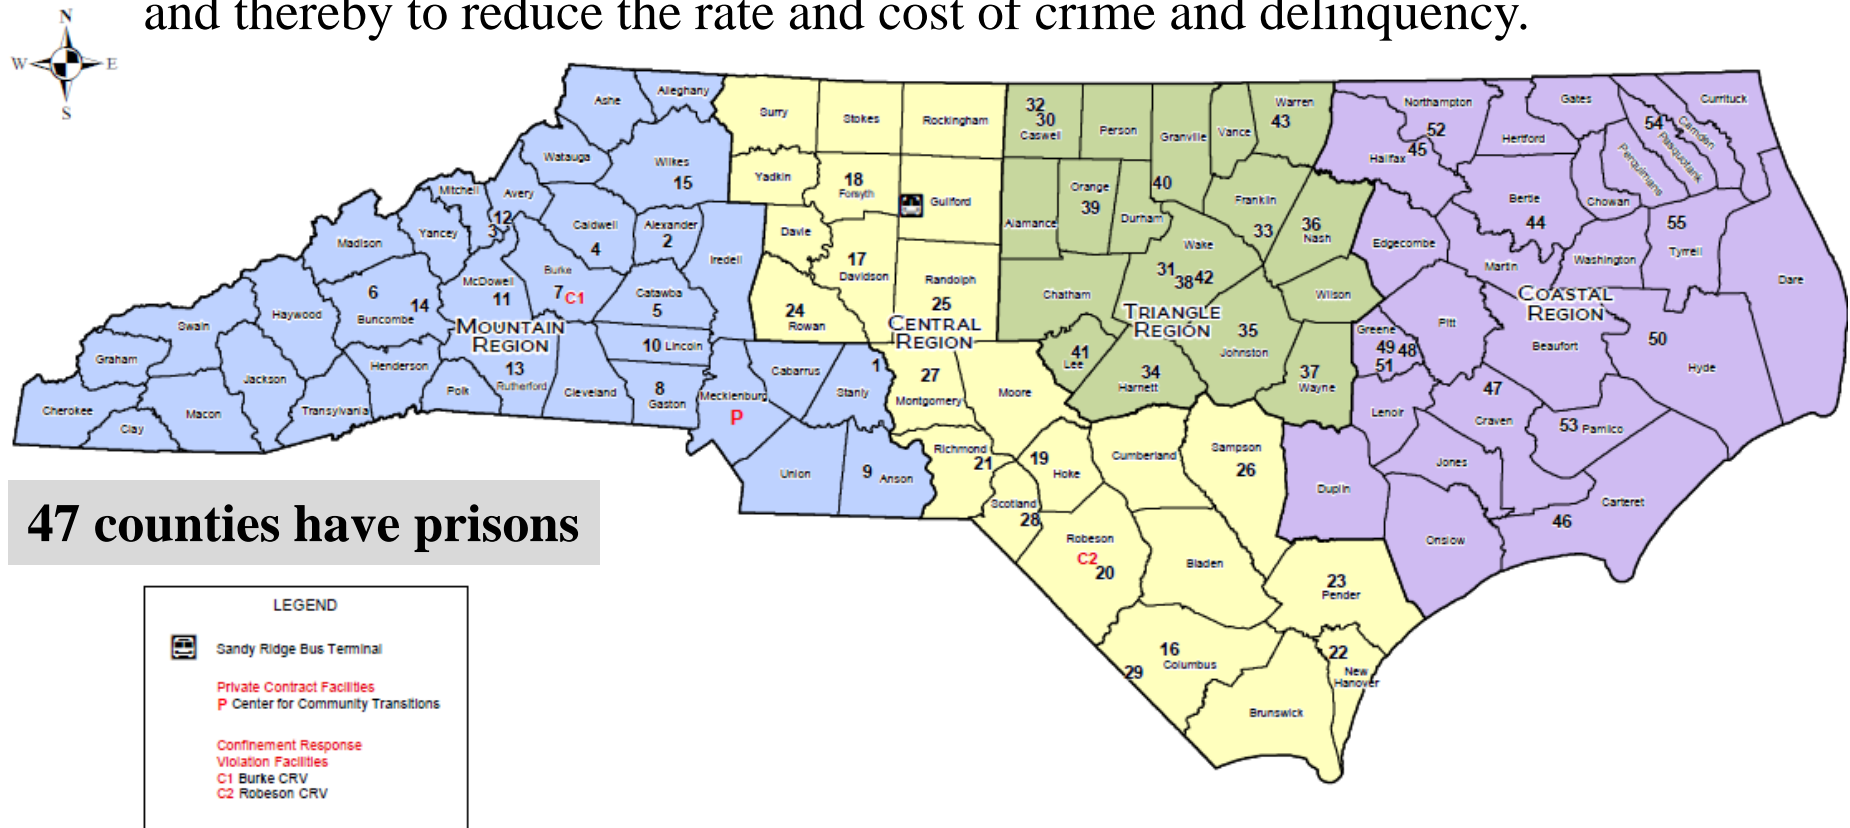 and thereby to reduce the rate and cost of crime and delinquency.
N
W E
S
Ashe
Alleghany
Surry
Stokes
Rockingham
32
30
Caswell
Person
Granville
Vance
Warren
43
Northampton
52
45
Halifax
Hertford
Gates
54
Pasquotank
Camden
Currituck
Perquimans
Watauga
Wilkes
15
Yadkin
18
Forsyth
Guilford
Alamance
Orange
39
Durham
40
Franklin
33
36
Nash
Edgecombe
Bertie
44
Chowan
55
Tyrrell
Washington
Martin
Dare
Mitchell
Avery
12
3
Yancey
Madison
Caldwell
4
Alexander
2
Iredell
Davie
17
Davidson
Randolph
25
Wake
31
38
42
Chatham
Wilson
McDowell
11
Burke
7 C1
Catawba
5
6
14
Buncombe
Haywood
Swain
Graham
Jackson
Cherokee
Clay
Macon
Transylvania
Henderson
Polk
MOUNTAIN
REGION
13
Rutherford
Cleveland
10 Lincoln
8
Gaston
Mecklenburg
P
Cabarrus
Stanly
1
Union
9 Anson
24
Rowan
CENTRAL
REGION
27
Montgomery
Moore
Richmond
21
Scotland
28
19
Hoke
Cumberland
Sampson
26
Robeson
C2
20
Bladen
16
Columbus
29
Brunswick
22
New
Hanover
23
Pender
TRIANGLE
REGION
41
Lee
34
Harnett
35
Johnston
37
Wayne
COASTAL
REGION
Greene
49 48
51
Pitt
Beaufort
50
Hyde
Lenoir
47
Craven
53 Pamlico
Jones
Duplin
Onslow
46
Carteret
47 counties have prisons
LEGEND
Sandy Ridge Bus Terminal
Private Contract Facilities
P Center for Community Transitions
Confinement Response
Violation Facilities
C1 Burke CRV
C2 Robeson CRV